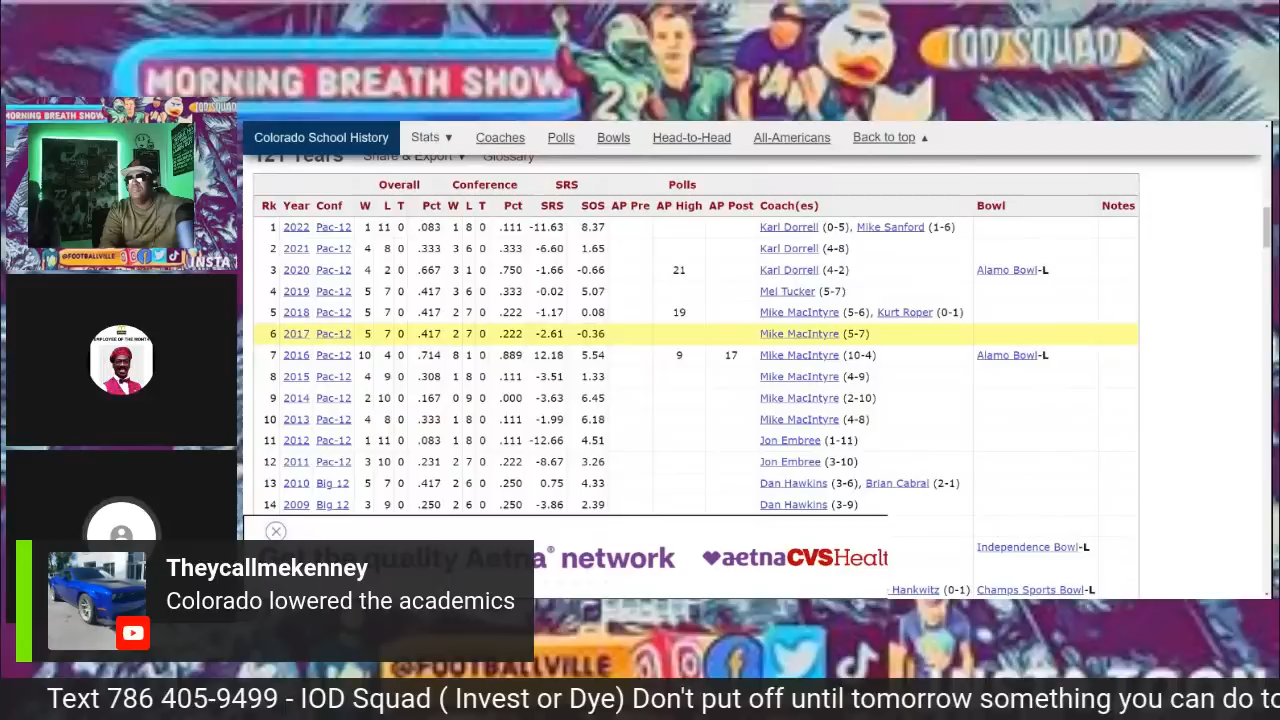 MORNING BREATH SHOW
IOD SQUAD
MORNING BREATH SHOW
@FOOTBALLVILLE
INSTA
EMPLOYEE OF THE MONTH
Colorado School History Stats ▼ Coaches Polls Bowls Head-to-Head All-Americans Back to top ▲
121 Years Share & Export ▼ Glossary
Overall Conference SRS Polls
Rk Year Conf W L T Pct W L T Pct SRS SOS AP Pre AP High AP Post Coach(es) Bowl Notes
1 2022 Pac-12 1 11 0 .083 1 8 0 .111 -11.63 8.37 Karl Dorrell (0-5), Mike Sanford (1-6)
2 2021 Pac-12 4 8 0 .333 3 6 0 .333 -6.60 1.65 Karl Dorrell (4-8)
3 2020 Pac-12 4 2 0 .667 3 1 0 .750 -1.66 -0.66 21 Karl Dorrell (4-2) Alamo Bowl-L
4 2019 Pac-12 5 7 0 .417 3 6 0 .333 -0.02 5.07 Mel Tucker (5-7)
5 2018 Pac-12 5 7 0 .417 2 7 0 .222 -1.17 0.08 19 Mike MacIntyre (5-6), Kurt Roper (0-1)
6 2017 Pac-12 5 7 0 .417 2 7 0 .222 -2.61 -0.36 Mike MacIntyre (5-7)
7 2016 Pac-12 10 4 0 .714 8 1 0 .889 12.18 5.54 9 17 Mike MacIntyre (10-4) Alamo Bowl-L
8 2015 Pac-12 4 9 0 .308 1 8 0 .111 -3.51 1.33 Mike MacIntyre (4-9)
9 2014 Pac-12 2 10 0 .167 0 9 0 .000 -3.63 6.45 Mike MacIntyre (2-10)
10 2013 Pac-12 4 8 0 .333 1 8 0 .111 -1.99 6.18 Mike MacIntyre (4-8)
11 2012 Pac-12 1 11 0 .083 1 8 0 .111 -12.66 4.51 Jon Embree (1-11)
12 2011 Pac-12 3 10 0 .231 2 7 0 .222 -8.67 3.26 Jon Embree (3-10)
13 2010 Big 12 5 7 0 .417 2 6 0 .250 0.75 4.33 Dan Hawkins (3-6), Brian Cabral (2-1)
14 2009 Big 12 3 9 0 .250 2 6 0 .250 -3.86 2.39 Dan Hawkins (3-9)
Independence Bowl-L
quality Aetna® network aetna CVSHealt
Hankwitz (0-1) Champs Sports Bowl-L
Theycallmekenney
Colorado lowered the academics
@FOOTBALLVILLE
Text 786 405-9499 - IOD Squad ( Invest or Dye) Don't put off until tomorrow something you can do to